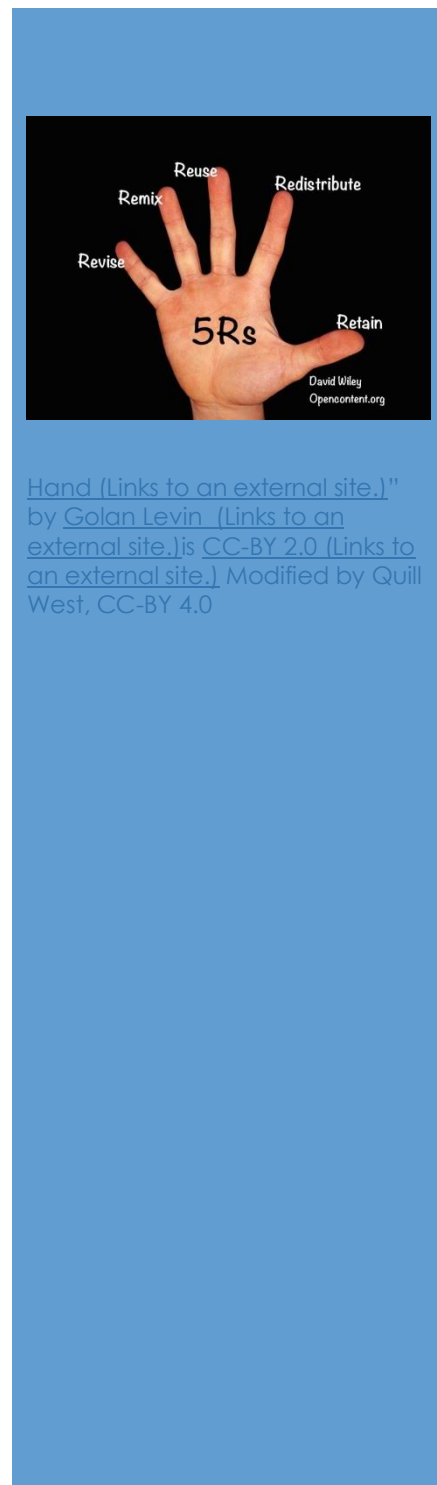 Reuse
Redistribute
Remix
Revise
5Rs
Retain
David Wiley
Opencontent.org
Hand (Links to an external site.)”
by Golan Levin  (Links to an
external site.)is CC-BY 2.0 (Links to
an external site.) Modified by Quill
West, CC-BY 4.0